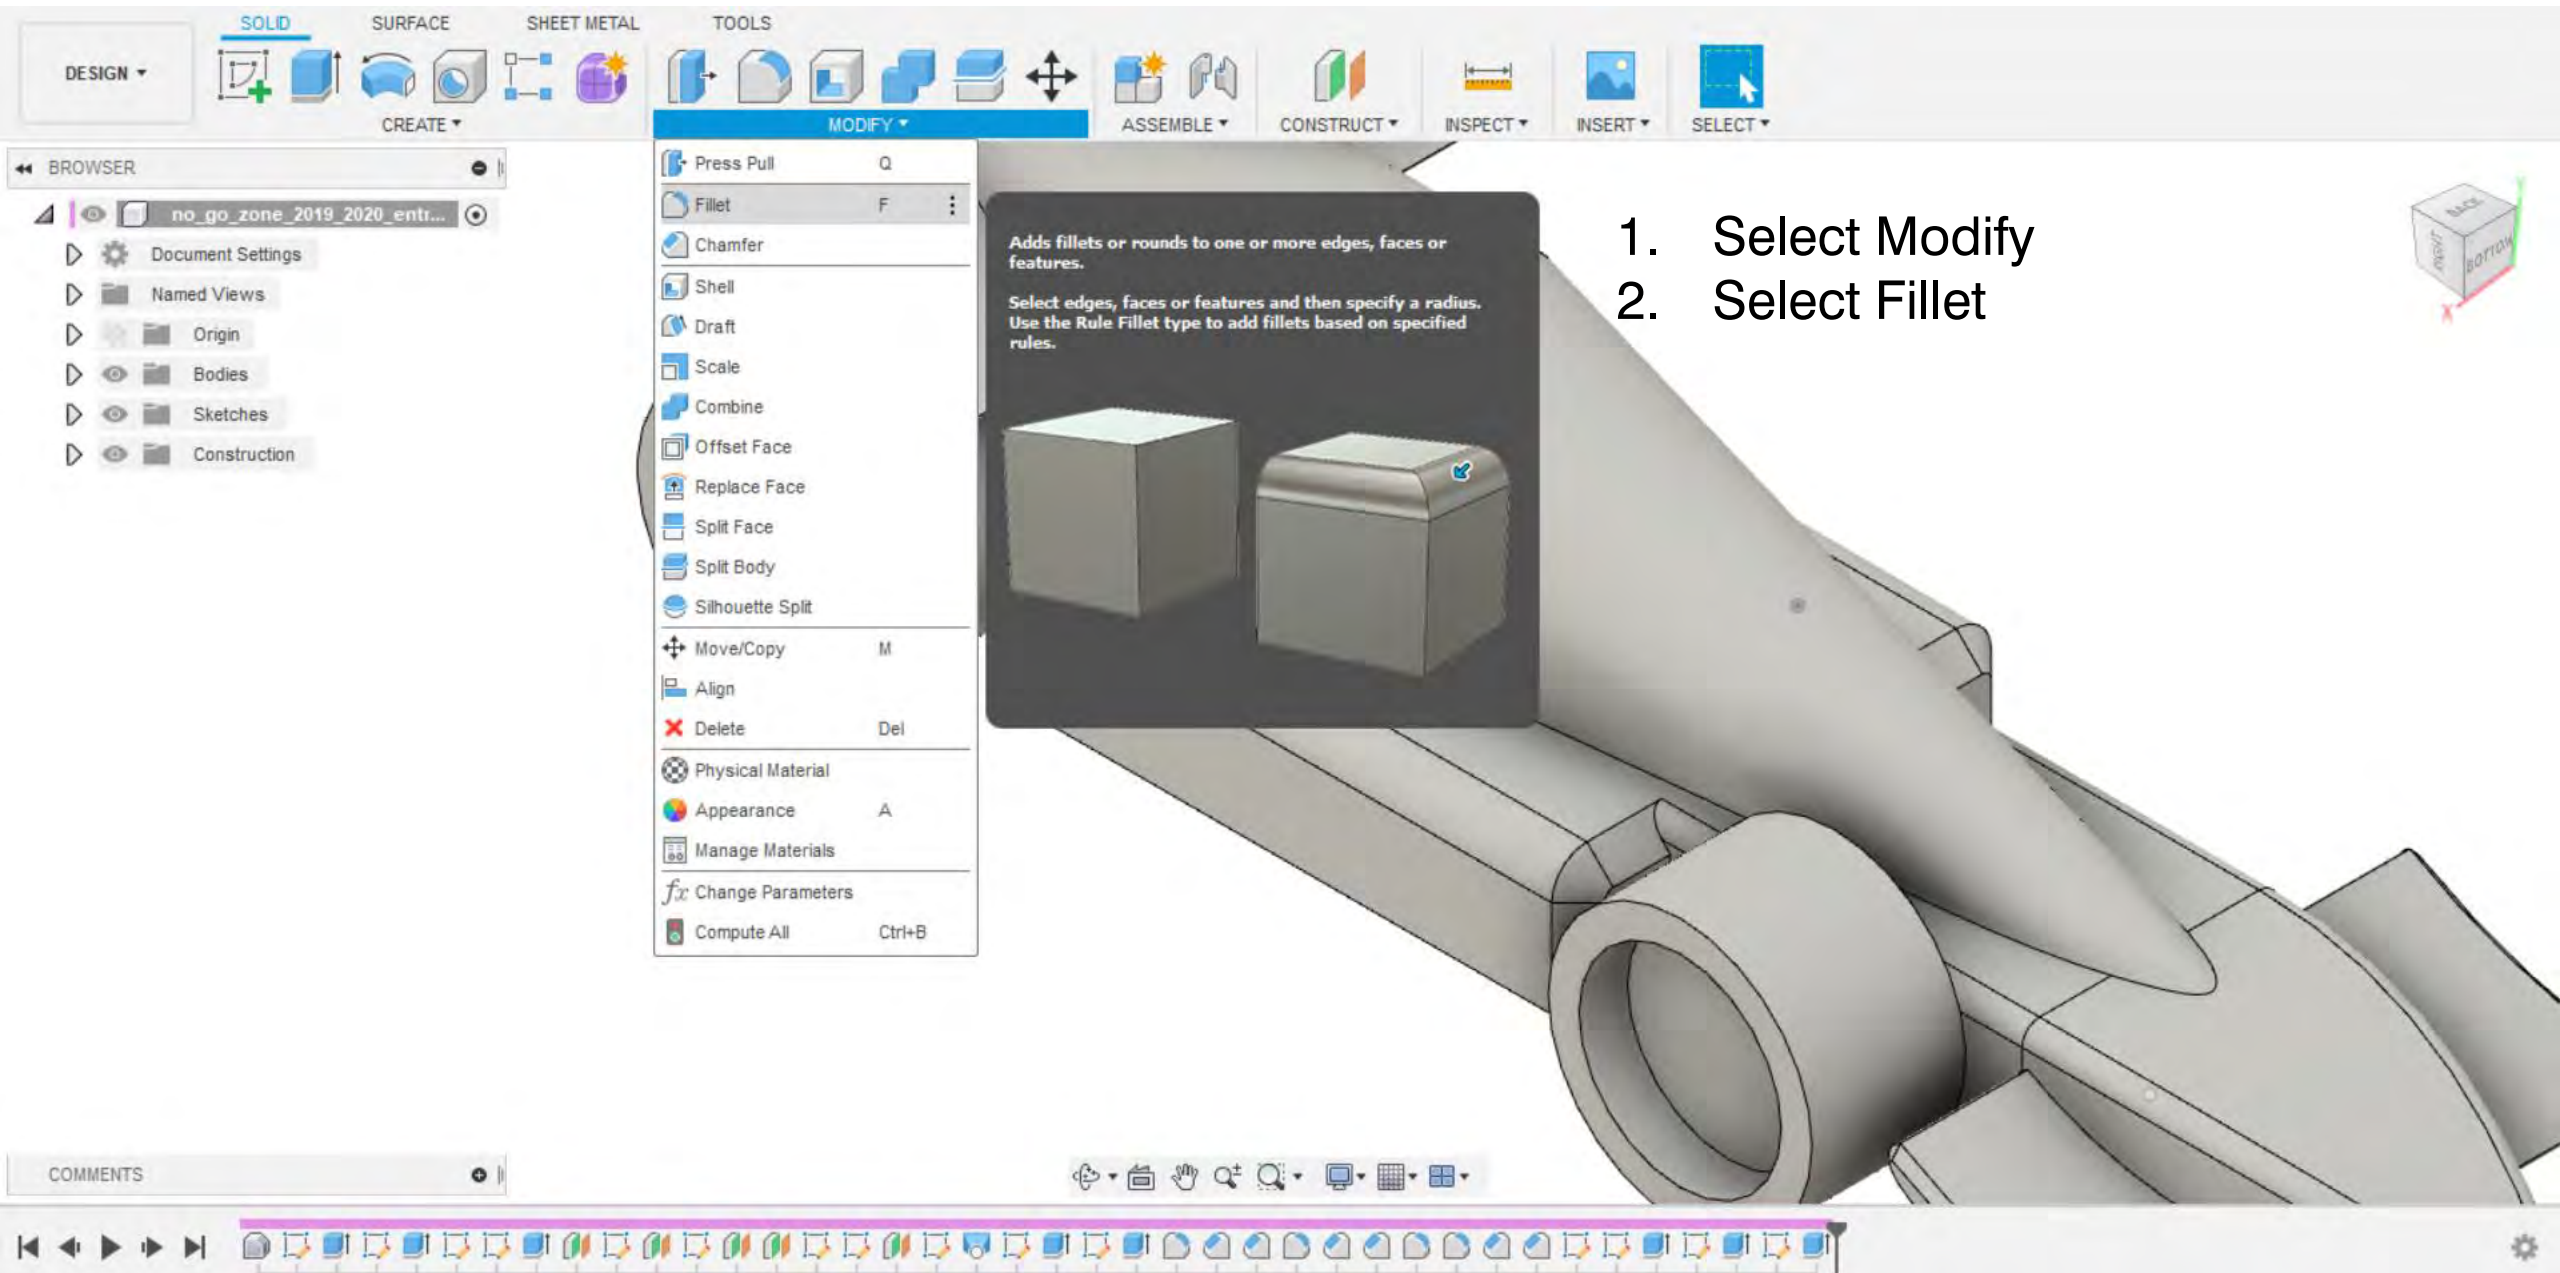 SOLID SURFACE SHEET METAL TOOLS
DESIGN
CREATE MODIFY ASSEMBLE CONSTRUCT INSPECT INSERT SELECT
BROWSER
no_go_zone_2019_2020_entr...
Document Settings
Named Views
Origin
Bodies
Sketches
Construction
Press Pull Q
Fillet F
Chamfer
Shell
Draft
Scale
Combine
Offset Face
Replace Face
Split Face
Split Body
Silhouette Split
Move/Copy M
Align
Delete Del
Physical Material
Appearance A
Manage Materials
fx Change Parameters
Compute All Ctrl+B
Adds fillets or rounds to one or more edges, faces or
features.
Select edges, faces or features and then specify a radius.
Use the Rule Fillet type to add fillets based on specified
rules.
1. Select Modify
2. Select Fillet
BACK
RIGHT
BOTTOM
Y
X
COMMENTS